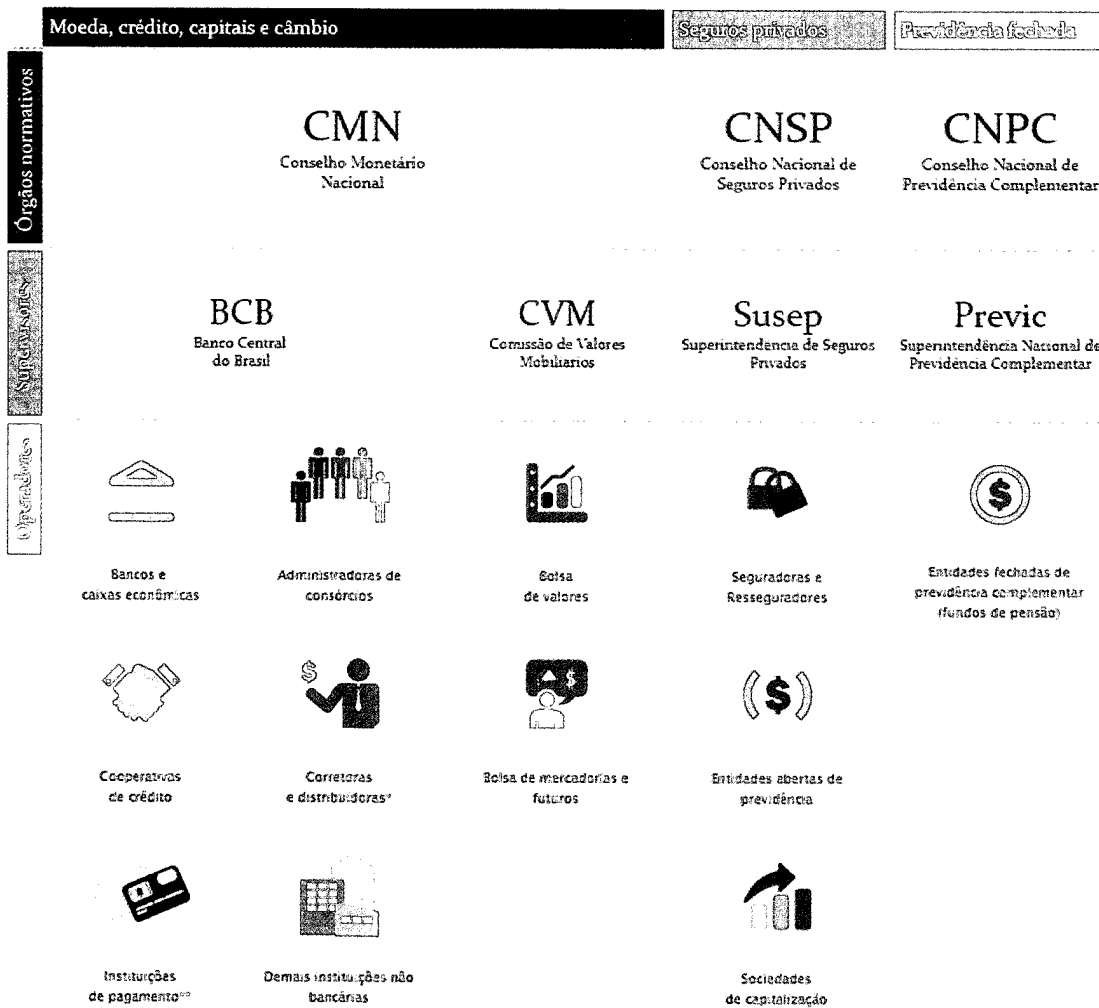 Moeda, crédito, capitais e câmbio
Seguros privados
Previdência fechada
Órgãos normativos
CMN
Conselho Monetário
Nacional
CNSP
Conselho Nacional de
Seguros Privados
CNPC
Conselho Nacional de
Previdência Complementar
Supervisores
BCB
Banco Central
do Brasil
CVM
Comissão de Valores
Mobiliarios
Susep
Superintendência de Seguros
Privados
Previc
Superintendência Nacional de
Previdência Complementar
Operadores
Bancos e
caixas econômicas
Administradoras de
consórcios
Bolsa
de valores
Seguradoras e
Resseguradores
Entidades fechadas de
previdência complementar
(fundos de pensão)
Cooperativas
de crédito
$
Corretoras
e distribuidoras*
Bolsa de mercadorias e
futuros
Entidades abertas de
previdência
Instituições
de pagamento**
Demais instituições não
bancárias
Sociedades
de capitalização